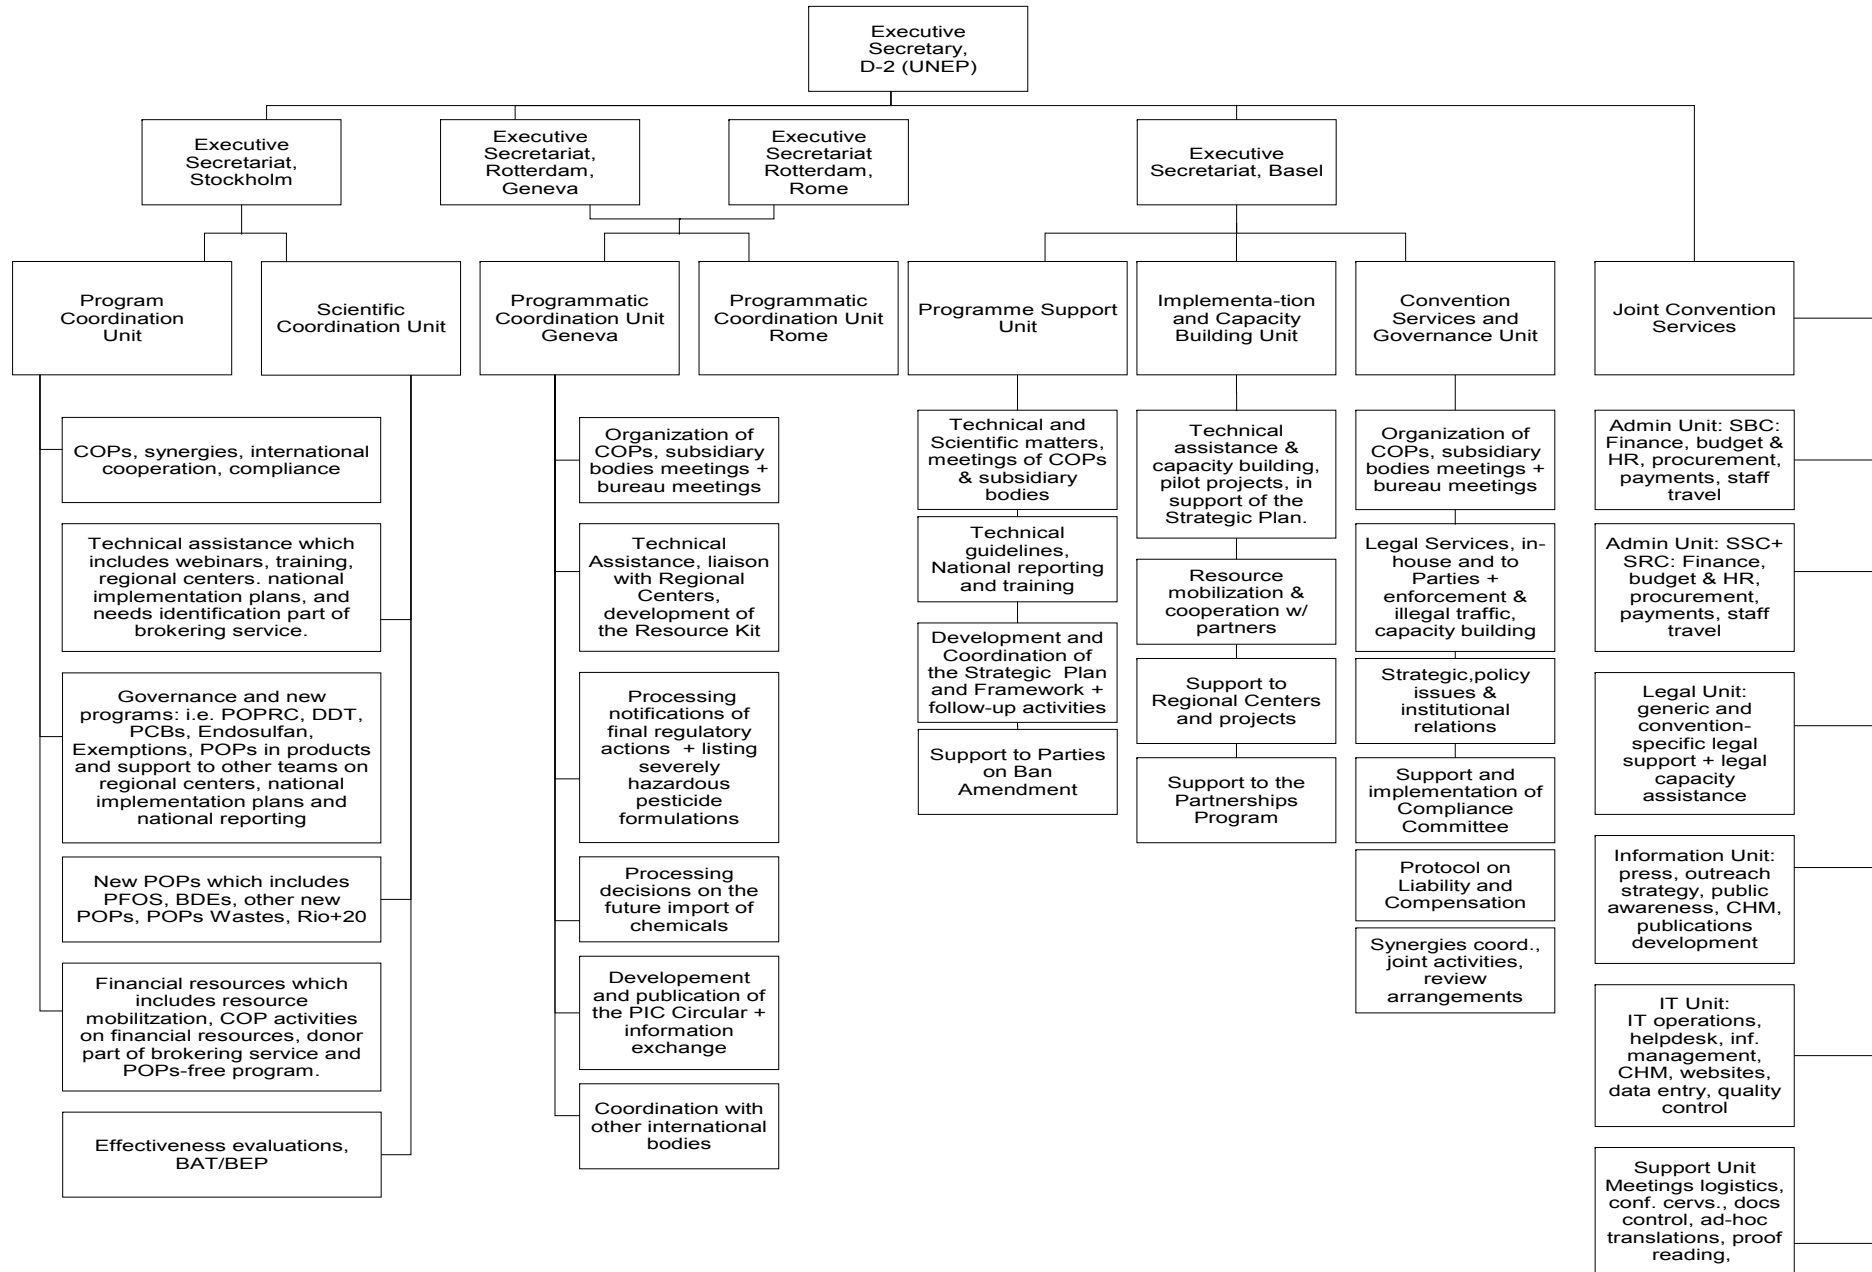 Executive
Secretary,
D-2 (UNEP)
Executive
Secretariat,
Stockholm
Executive
Secretariat,
Rotterdam,
Geneva
Executive
Secretariat
Rotterdam,
Rome
Executive
Secretariat, Basel
Program
Coordination
Unit
Scientific
Coordination Unit
Programmatic
Coordination Unit
Geneva
Programmatic
Coordination Unit
Rome
Programme Support
Unit
Implementa-tion
and Capacity
Building Unit
Convention
Services and
Governance Unit
Joint Convention
Services
COPs, synergies, international
cooperation, compliance
Technical assistance which
includes webinars, training,
regional centers. national
implementation plans, and
needs identification part of
brokering service.
Governance and new
programs: i.e. POPRC, DDT,
PCBs, Endosulfan,
Exemptions, POPs in products
and support to other teams on
regional centers, national
implementation plans and
national reporting
New POPs which includes
PFOS, BDEs, other new
POPs, POPs Wastes, Rio+20
Financial resources which
includes resource
mobilitzation, COP activities
on financial resources, donor
part of brokering service and
POPs-free program.
Effectiveness evaluations,
BAT/BEP
Organization of
COPs, subsidiary
bodies meetings +
bureau meetings
Technical
Assistance, liaison
with Regional
Centers,
development of
the Resource Kit
Processing
notifications of
final regulatory
actions + listing
severely
hazardous
pesticide
formulations
Processing
decisions on the
future import of
chemicals
Developement
and publication of
the PIC Circular +
information
exchange
Coordination with
other international
bodies
Technical and
Scientific matters,
meetings of COPs
& subsidiary
bodies
Technical
guidelines,
National reporting
and training
Development and
Coordination of
the Strategic Plan
and Framework +
follow-up activities
Support to Parties
on Ban
Amendment
Technical
assistance &
capacity building,
pilot projects, in
support of the
Strategic Plan.
Resource
mobilization &
cooperation w/
partners
Support to
Regional Centers
and projects
Support to the
Partnerships
Program
Organization of
COPs, subsidiary
bodies meetings +
bureau meetings
Legal Services, in-
house and to
Parties +
enforcement &
illegal traffic,
capacity building
Strategic,policy
issues &
institutional
relations
Support and
implementation of
Compliance
Committee
Protocol on
Liability and
Compensation
Synergies coord.,
joint activities,
review
arrangements
Admin Unit: SBC:
Finance, budget &
HR, procurement,
payments, staff
travel
Admin Unit: SSC+
SRC: Finance,
budget & HR,
procurement,
payments, staff
travel
Legal Unit:
generic and
convention-
specific legal
support + legal
capacity
assistance
Information Unit:
press, outreach
strategy, public
awareness, CHM,
publications
development
IT Unit:
IT operations,
helpdesk, inf.
management,
CHM, websites,
data entry, quality
control
Support Unit
Meetings logistics,
conf. cervs., docs
control, ad-hoc
translations, proof
reading,